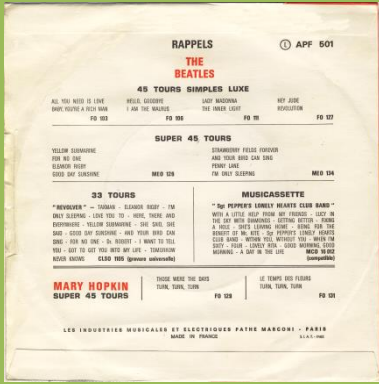 RAPPELS
Ⓛ APF 501
THE
BEATLES
45 TOURS SIMPLES LUXE
ALL YOU NEED IS LOVE
BABY, YOU'RE A RICH MAN
FO 103
HELLO, GOODBYE
I AM THE WALRUS
FO 106
LADY MADONNA
THE INNER LIGHT
FO 111
HEY JUDE
REVOLUTION
FO 127
SUPER 45 TOURS
YELLOW SUBMARINE
FOR NO ONE
ELEANOR RIGBY
GOOD DAY SUNSHINE
MEO 126
STRAWBERRY FIELDS FOREVER
AND YOUR BIRD CAN SING
PENNY LANE
I'M ONLY SLEEPING
MEO 134
33 TOURS
"REVOLVER" - TAXMAN - ELEANOR RIGBY - I'M
ONLY SLEEPING - LOVE YOU TO - HERE, THERE AND
EVERYWHERE - YELLOW SUBMARINE - SHE SAID, SHE
SAID - GOOD DAY SUNSHINE - AND YOUR BIRD CAN
SING - FOR NO ONE - Dr. ROBERT - I WANT TO TELL
YOU - GOT TO GET YOU INTO MY LIFE - TOMORROW
NEVER KNOWS CLSO 1105 (gravure universelle)
MUSICASSETTE
"Sgt PEPPER'S LONELY HEARTS CLUB BAND"
WITH A LITTLE HELP FROM MY FRIENDS - LUCY IN
THE SKY WITH DIAMONDS - GETTING BETTER - FIXING
A HOLE - SHE'S LEAVING HOME - BEING FOR THE
BENEFIT OF Mr. KITE - Sgt PEPPER'S LONELY HEARTS
CLUB BAND - WITHIN YOU, WITHOUT YOU - WHEN I'M
SIXTY - FOUR - LOVELY RITA - GOOD MORNING, GOOD
MORNING - A DAY IN THE LIFE
(compatible)
MARY HOPKIN
SUPER 45 TOURS
THOSE WERE THE DAYS
TURN, TURN, TURN
FO 129
LE TEMPS DES FLEURS
TURN, TURN, TURN
FO 131
LES INDUSTRIES MUSICALES ET ELECTRIQUES PATHE MARCONI - PARIS
MADE IN FRANCE